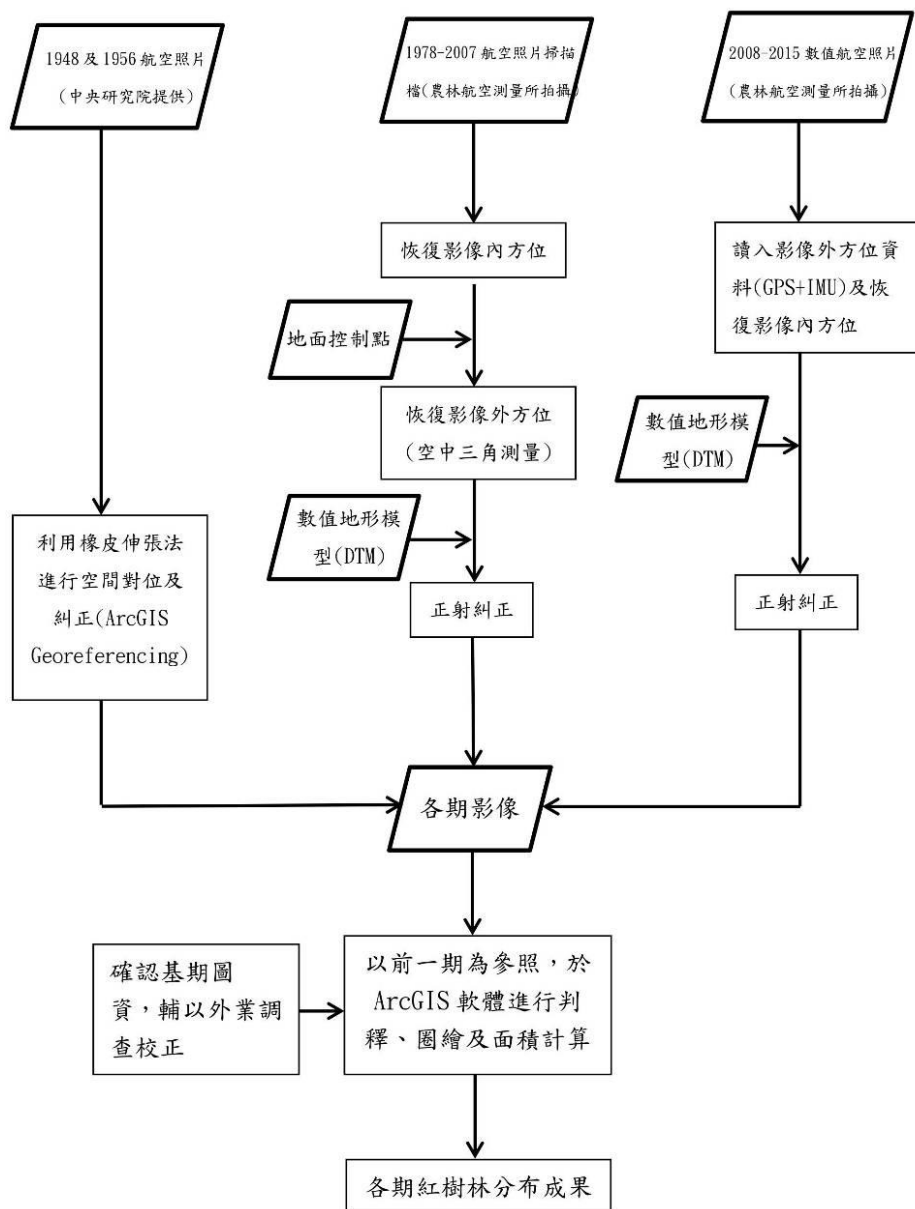 1948 及 1956 航空照片
(中央研究院提供)
1978-2007 航空照片掃描
檔(農林航空測量所拍攝)
2008-2015 數值航空照片
(農林航空測量所拍攝)
恢復影像內方位
讀入影像外方位資
料(GPS+IMU)及恢
復影像內方位
地面控制點
恢復影像外方位
(空中三角測量)
數值地形模
型(DTM)
數值地形模
型(DTM)
利用橡皮伸張法
進行空間對位及
糾正(ArcGIS
Georeferencing)
正射糾正
正射糾正
各期影像
確認基期圖
資,輔以外業調
查校正
以前一期為參照,於
ArcGIS 軟體進行判
釋、圈繪及面積計算
各期紅樹林分布成果